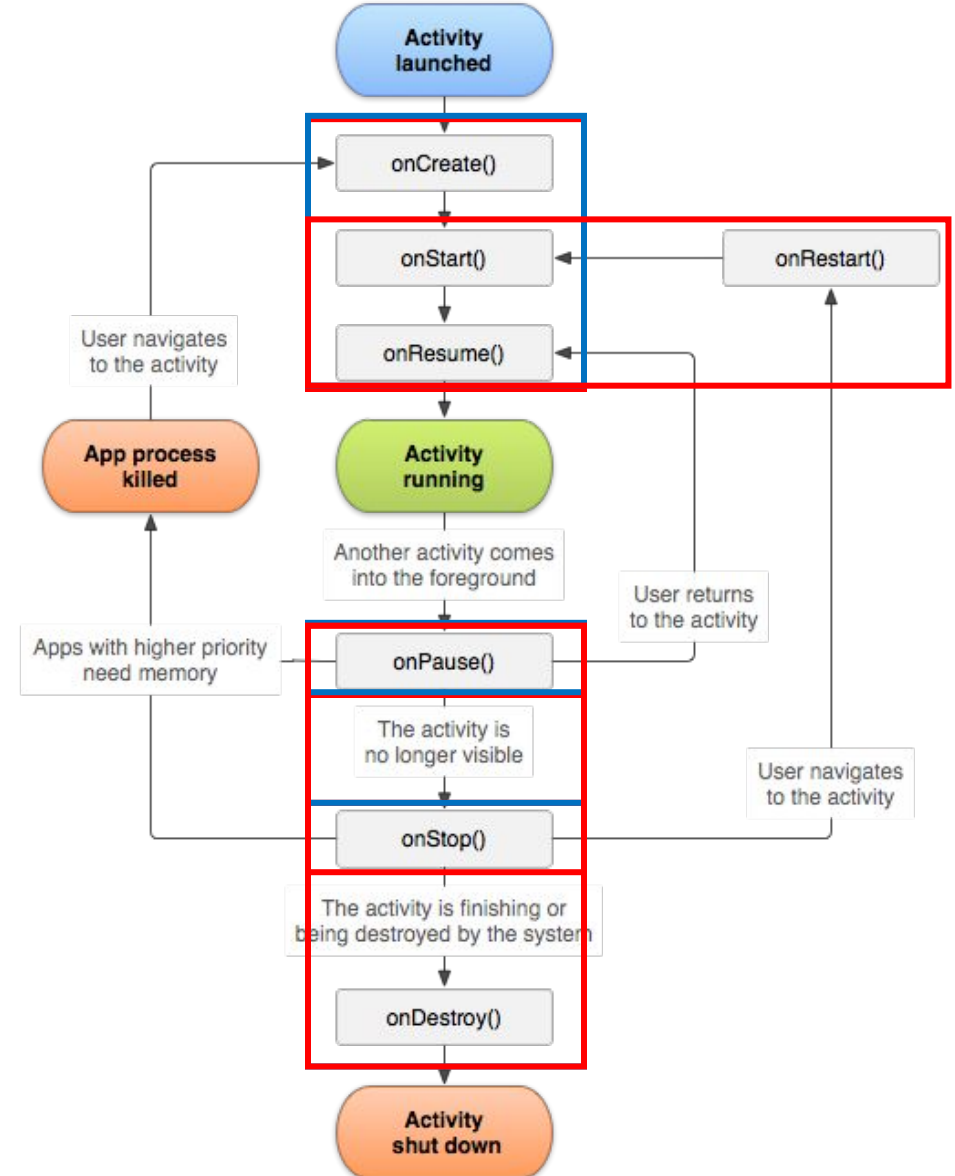 Activity
launched
onCreate()
onStart()
onRestart()
onResume()
User navigates
to the activity
App process
killed
Activity
running
Another activity comes
into the foreground
User returns
to the activity
Apps with higher priority
need memory
onPause()
The activity is
no longer visible
User navigates
to the activity
onStop()
The activity is finishing or
being destroyed by the system
onDestroy()
Activity
shut down